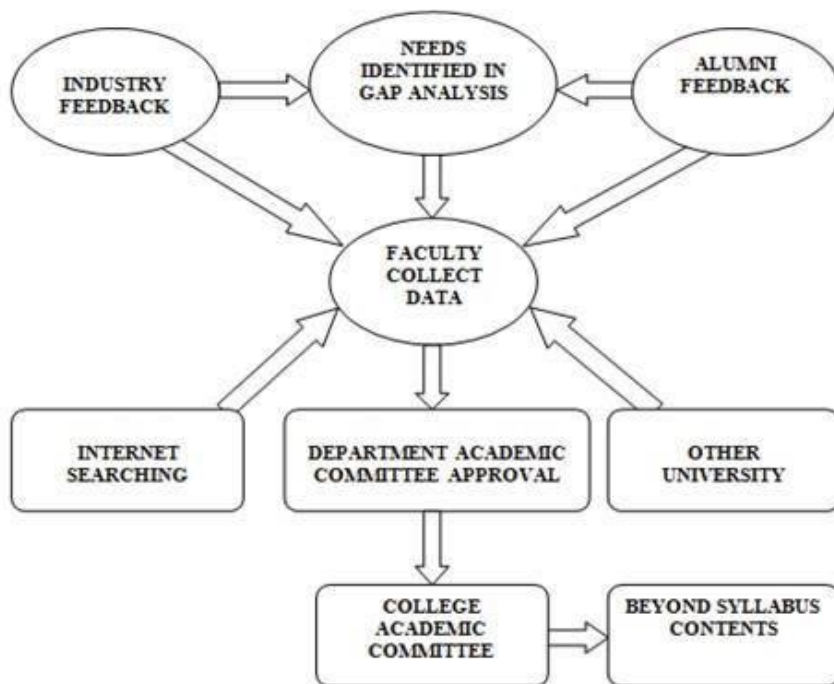 INDUSTRY
FEEDBACK
NEEDS
IDENTIFIED IN
GAP ANALYSIS
ALUMNI
FEEDBACK
FACULTY
COLLECT
DATA
INTERNET
SEARCHING
DEPARTMENT ACADEMIC
COMMITTEE APPROVAL
OTHER
UNIVERSITY
COLLEGE
ACADEMIC
COMMITTEE
BEYOND SYLLABUS
CONTENTS